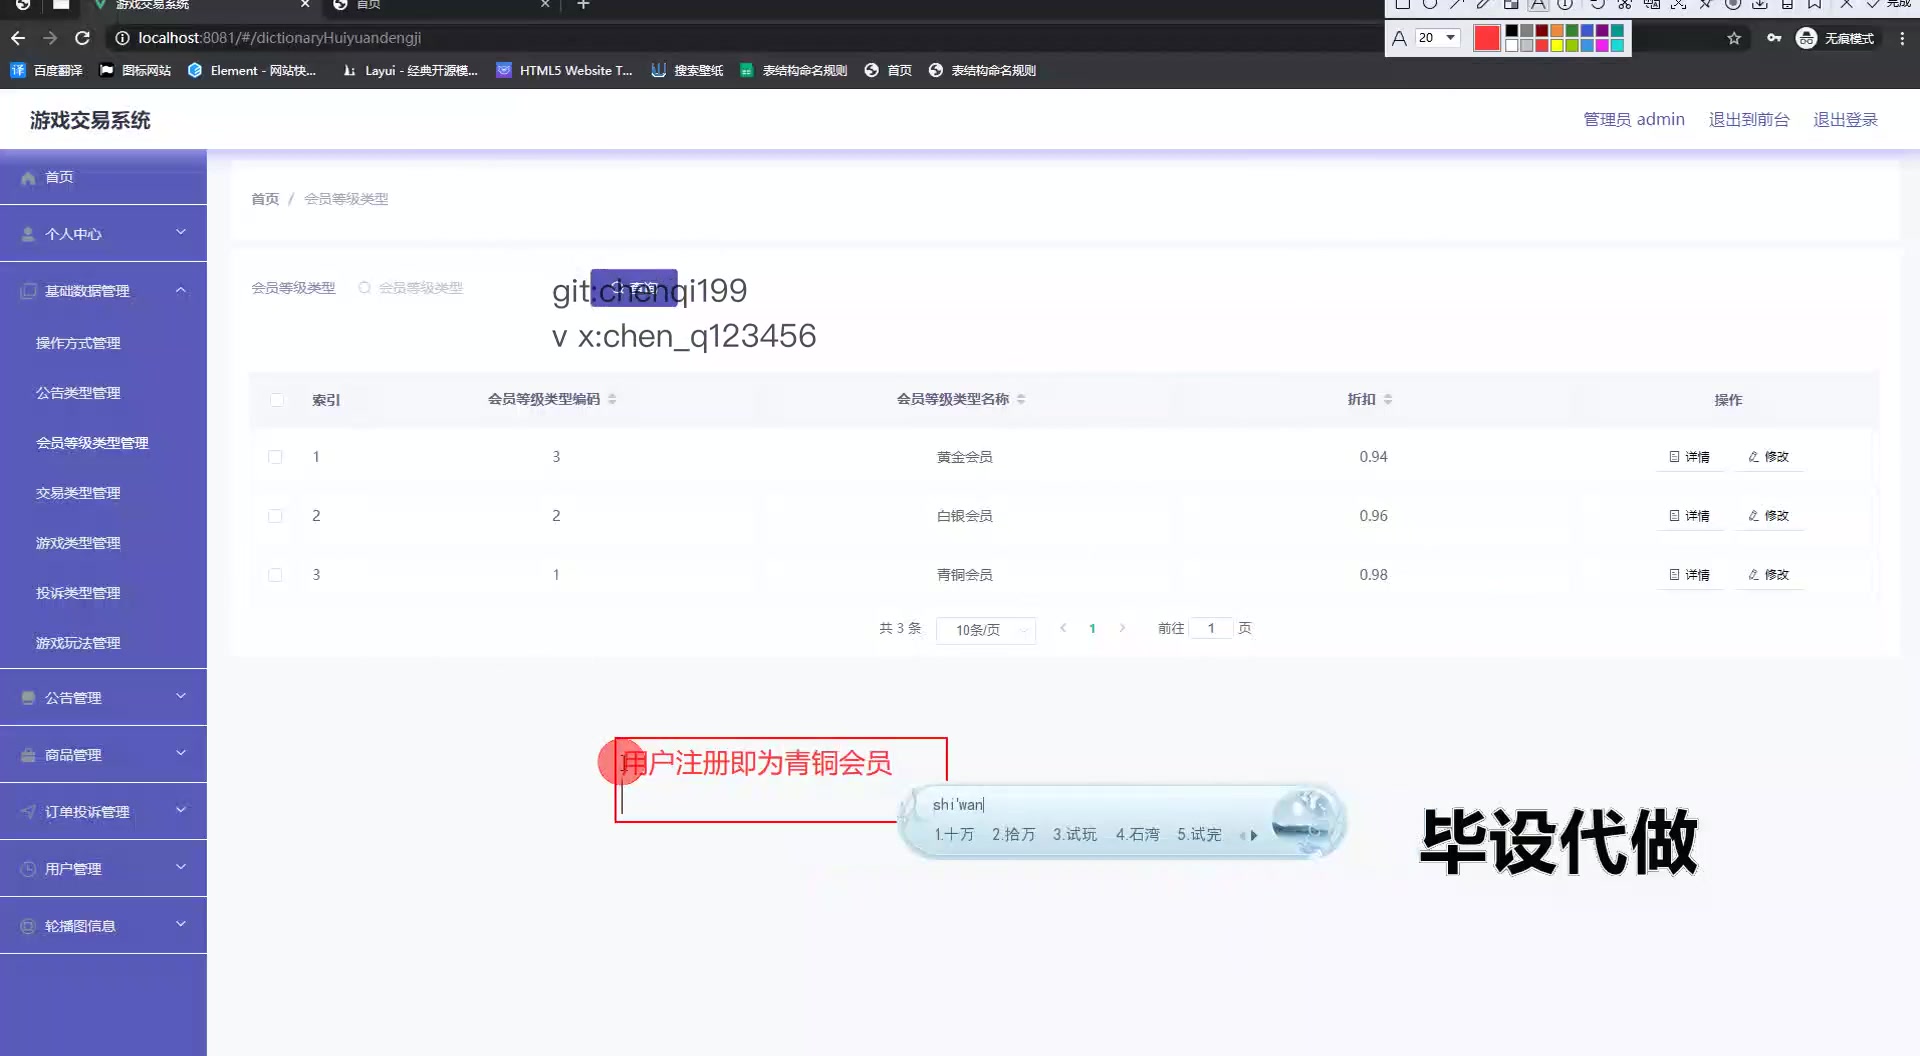 游戏交易系统
首页
完成
20
localhost:8081/#/dictionaryHuiyuandengji
无痕模式
译 百度翻译
图标网站
Element - 网站快...
Layui - 经典开源模...
HTML5 Website T...
搜索壁纸
表结构命名规则
首页
表结构命名规则
游戏交易系统
管理员 admin
退出到前台
退出登录
首页
个人中心
基础数据管理
操作方式管理
公告类型管理
会员等级类型管理
交易类型管理
游戏类型管理
投诉类型管理
游戏玩法管理
公告管理
商品管理
订单投诉管理
用户管理
轮播图信息
首页 / 会员等级类型
会员等级类型 会员等级类型 查询
git:chenqi199
v x:chen_q123456
索引 会员等级类型编码 会员等级类型名称 折扣 操作
1 3 黄金会员 0.94 详情 修改
2 2 白银会员 0.96 详情 修改
3 1 青铜会员 0.98 详情 修改
共 3 条 10条/页 1 前往 1 页
用户注册即为青铜会员
shi'wan
1.十万 2.拾万 3.试玩 4.石湾 5.试完
毕设代做